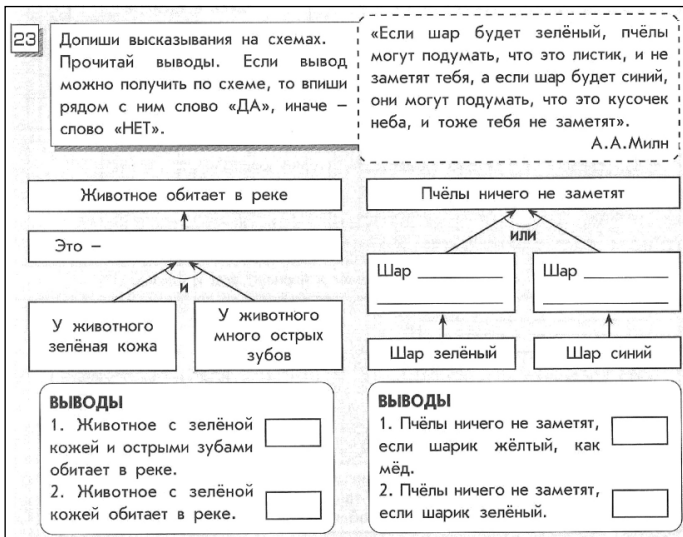 23
Допиши высказывания на схемах.
Прочитай выводы. Если вывод
можно получить по схеме, то впиши
рядом с ним слово «ДА», иначе –
слово «НЕТ».
«Если шар будет зелёный, пчёлы
могут подумать, что это листик, и не
заметят тебя, а если шар будет синий,
они могут подумать, что это кусочек
неба, и тоже тебя не заметят».
А.А.Милн
Животное обитает в реке
Это –
и
У животного
зелёная кожа
У животного
много острых
зубов
Пчёлы ничего не заметят
или
Шар
Шар
Шар зелёный
Шар синий
ВЫВОДЫ
1. Животное с зелёной
кожей и острыми зубами
обитает в реке.
2. Животное с зелёной
кожей обитает в реке.
ВЫВОДЫ
1. Пчёлы ничего не заметят,
если шарик жёлтый, как
мёд.
2. Пчёлы ничего не заметят,
если шарик зелёный.